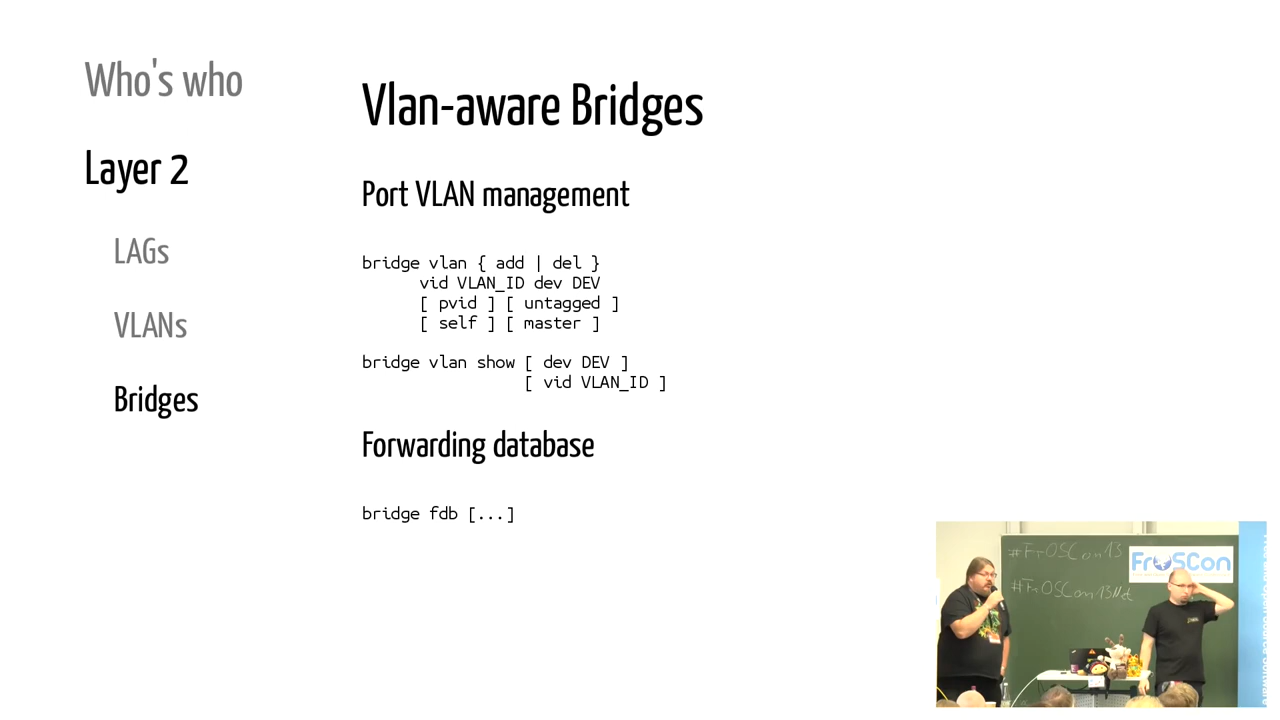 Who's who
Layer 2
LAGs
VLANs
Bridges
Vlan-aware Bridges
Port VLAN management
bridge vlan { add | del }
vid VLAN_ID dev DEV
[ pvid ] [ untagged ]
[ self ] [ master ]
bridge vlan show [ dev DEV ]
[ vid VLAN_ID ]
Forwarding database
bridge fdb [...]
#FrOSCon13
#FrOSCon13Net
FrOSCon